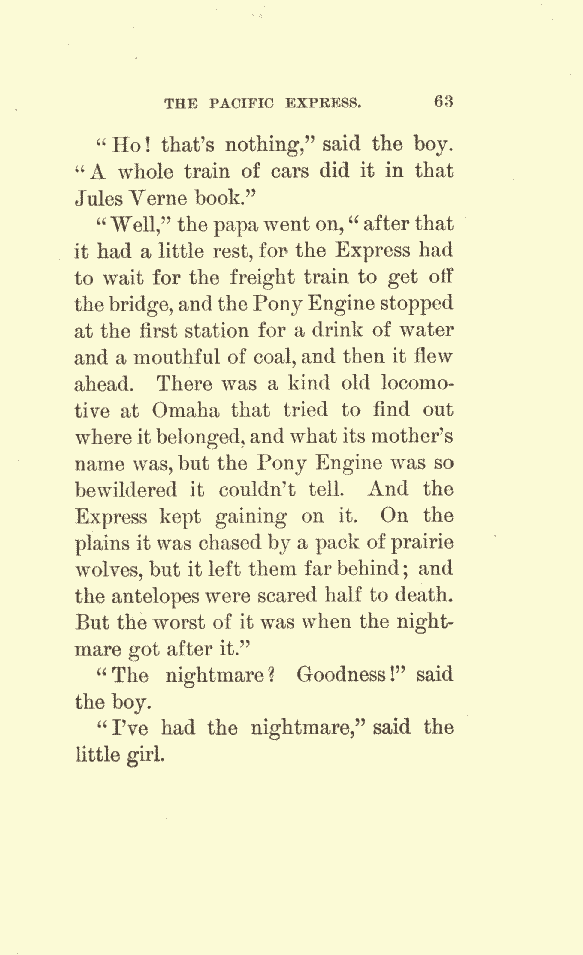 THE PACIFIC EXPRESS. 63
“Ho! that’s nothing,” said the boy.
“A whole train of cars did it in that
Jules Verne book.”
“Well,” the papa went on, “after that
it had a little rest, for the Express had
to wait for the freight train to get off
the bridge, and the Pony Engine stopped
at the first station for a drink of water
and a mouthful of coal, and then it flew
ahead. There was a kind old locomo-
tive at Omaha that tried to find out
where it belonged, and what its mother’s
name was, but the Pony Engine was so
bewildered it couldn’t tell. And the
Express kept gaining on it. On the
plains it was chased by a pack of prairie
wolves, but it left them far behind; and
the antelopes were scared half to death.
But the worst of it was when the night-
mare got after it.”
“The nightmare? Goodness!” said
the boy.
“I’ve had the nightmare,” said the
little girl.